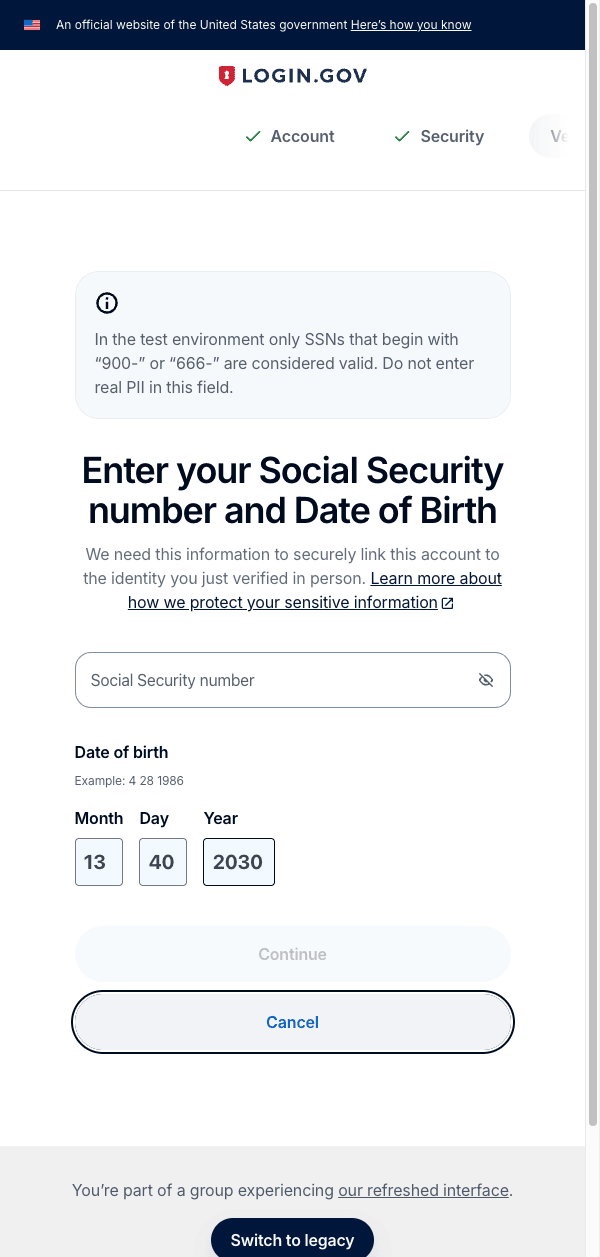 An official website of the United States government Here's how you know
LOGIN.GOV
Account
Security
In the test environment only SSNs that begin with
“900-” or “666-” are considered valid. Do not enter
real PII in this field.
Enter your Social Security
number and Date of Birth
We need this information to securely link this account to
the identity you just verified in person. Learn more about
how we protect your sensitive information
Social Security number
Date of birth
Example: 4 28 1986
Month Day Year
13 40 2030
Continue
Cancel
You’re part of a group experiencing our refreshed interface.
Switch to legacy